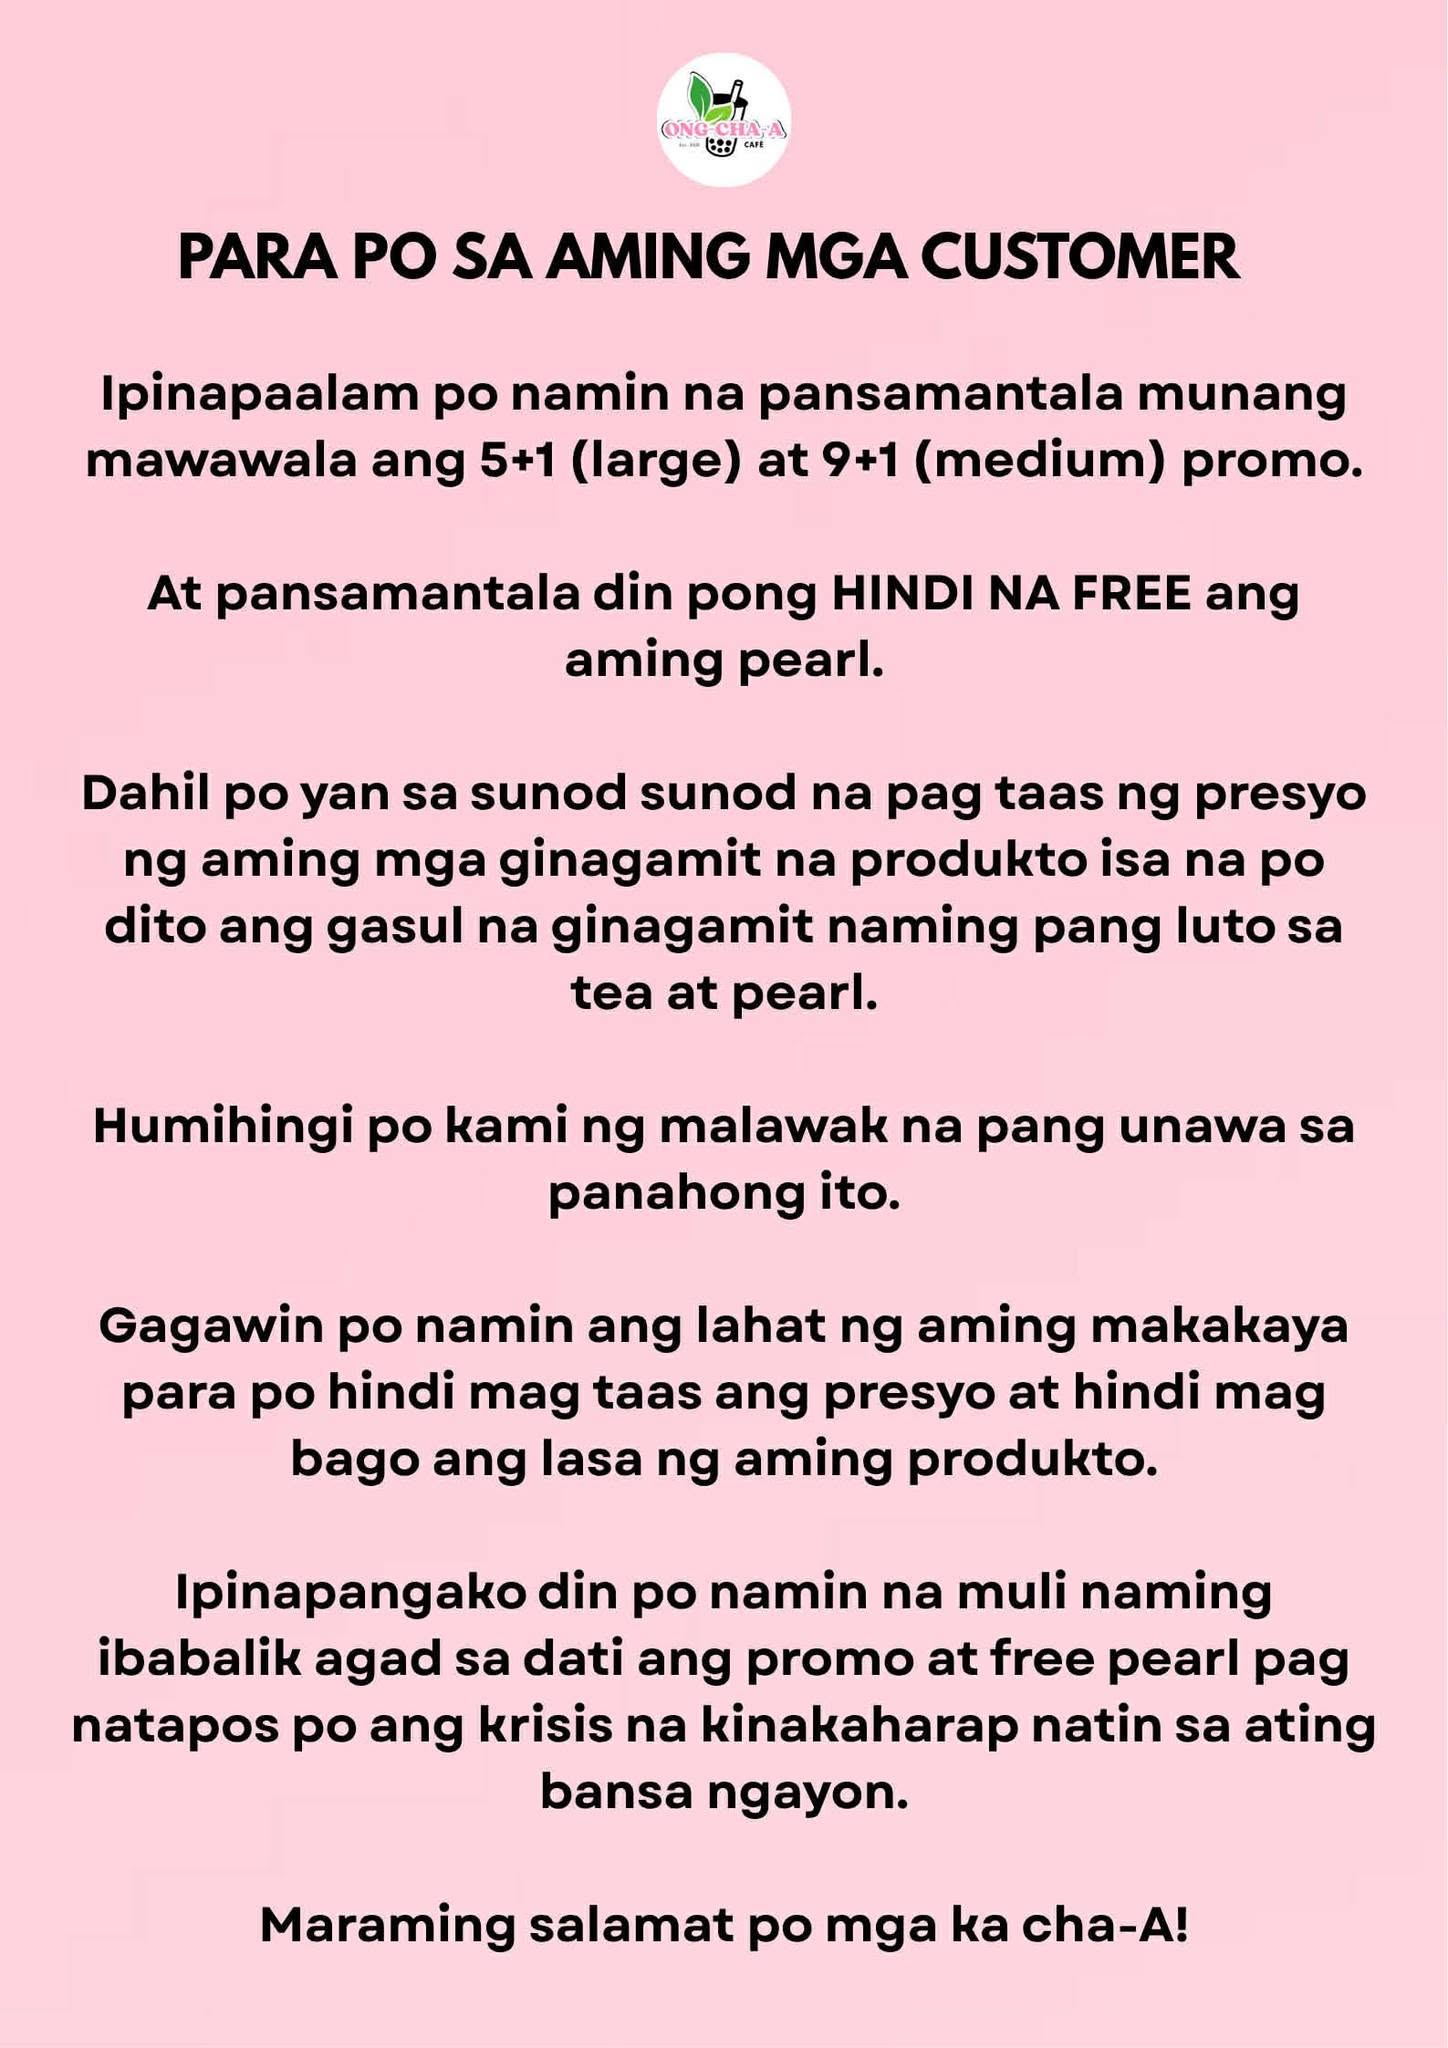 ONG-CHA-A
CAFÉ
PARA PO SA AMING MGA CUSTOMER
Ipinapaalam po namin na pansamantala munang
mawawala ang 5+1 (large) at 9+1 (medium) promo.
At pansamantala din pong HINDI NA FREE ang
aming pearl.
Dahil po yan sa sunod sunod na pag taas ng presyo
ng aming mga ginagamit na produkto isa na po
dito ang gasul na ginagamit naming pang luto sa
tea at pearl.
Humihingi po kami ng malawak na pang unawa sa
panahong ito.
Gagawin po namin ang lahat ng aming makakaya
para po hindi mag taas ang presyo at hindi mag
bago ang lasa ng aming produkto.
Ipinapangako din po namin na muli naming
ibabalik agad sa dati ang promo at free pearl pag
natapos po ang krisis na kinakaharap natin sa ating
bansa ngayon.
Maraming salamat po mga ka cha-A!